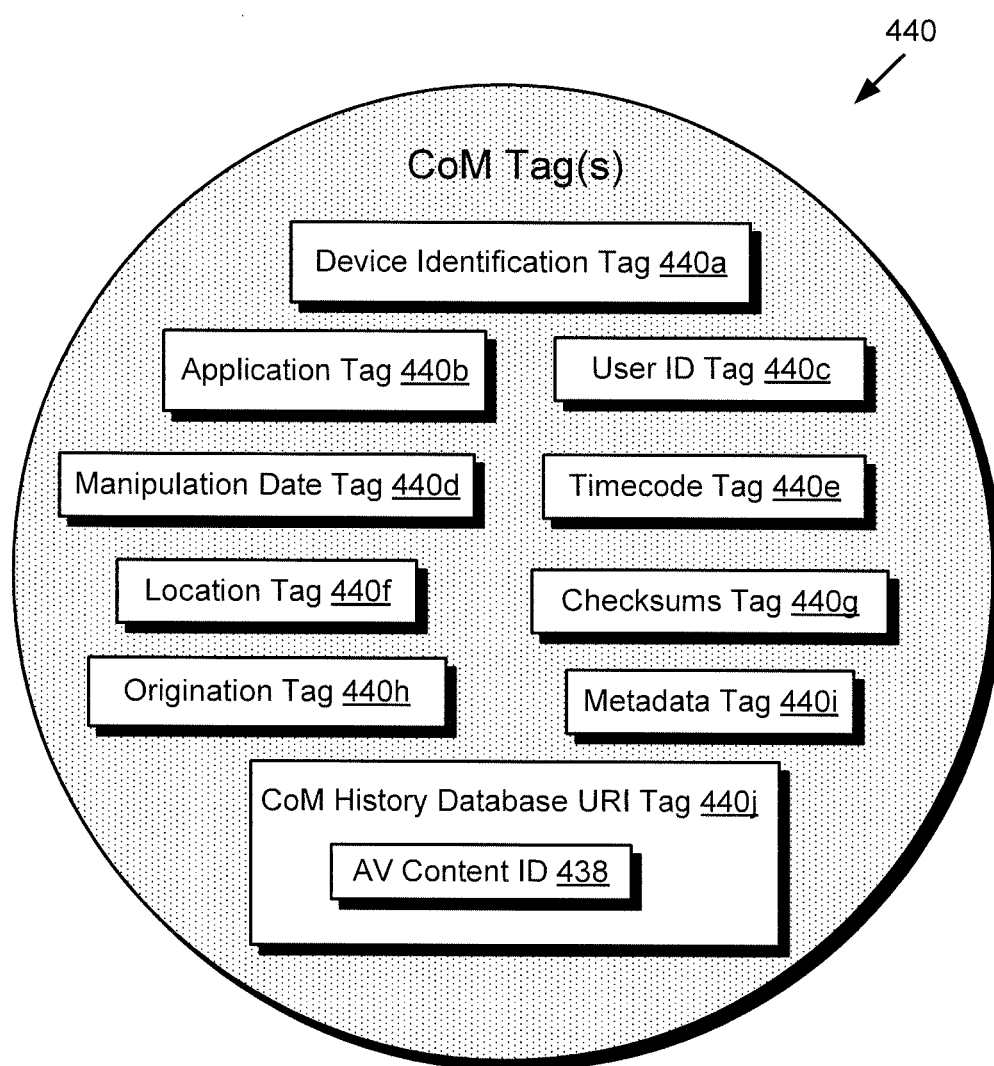 440
CoM Tag(s)
Device Identification Tag 440a
Application Tag 440b
User ID Tag 440c
Manipulation Date Tag 440d
Timecode Tag 440e
Location Tag 440f
Checksums Tag 440g
Origination Tag 440h
Metadata Tag 440i
CoM History Database URI Tag 440j
AV Content ID 438